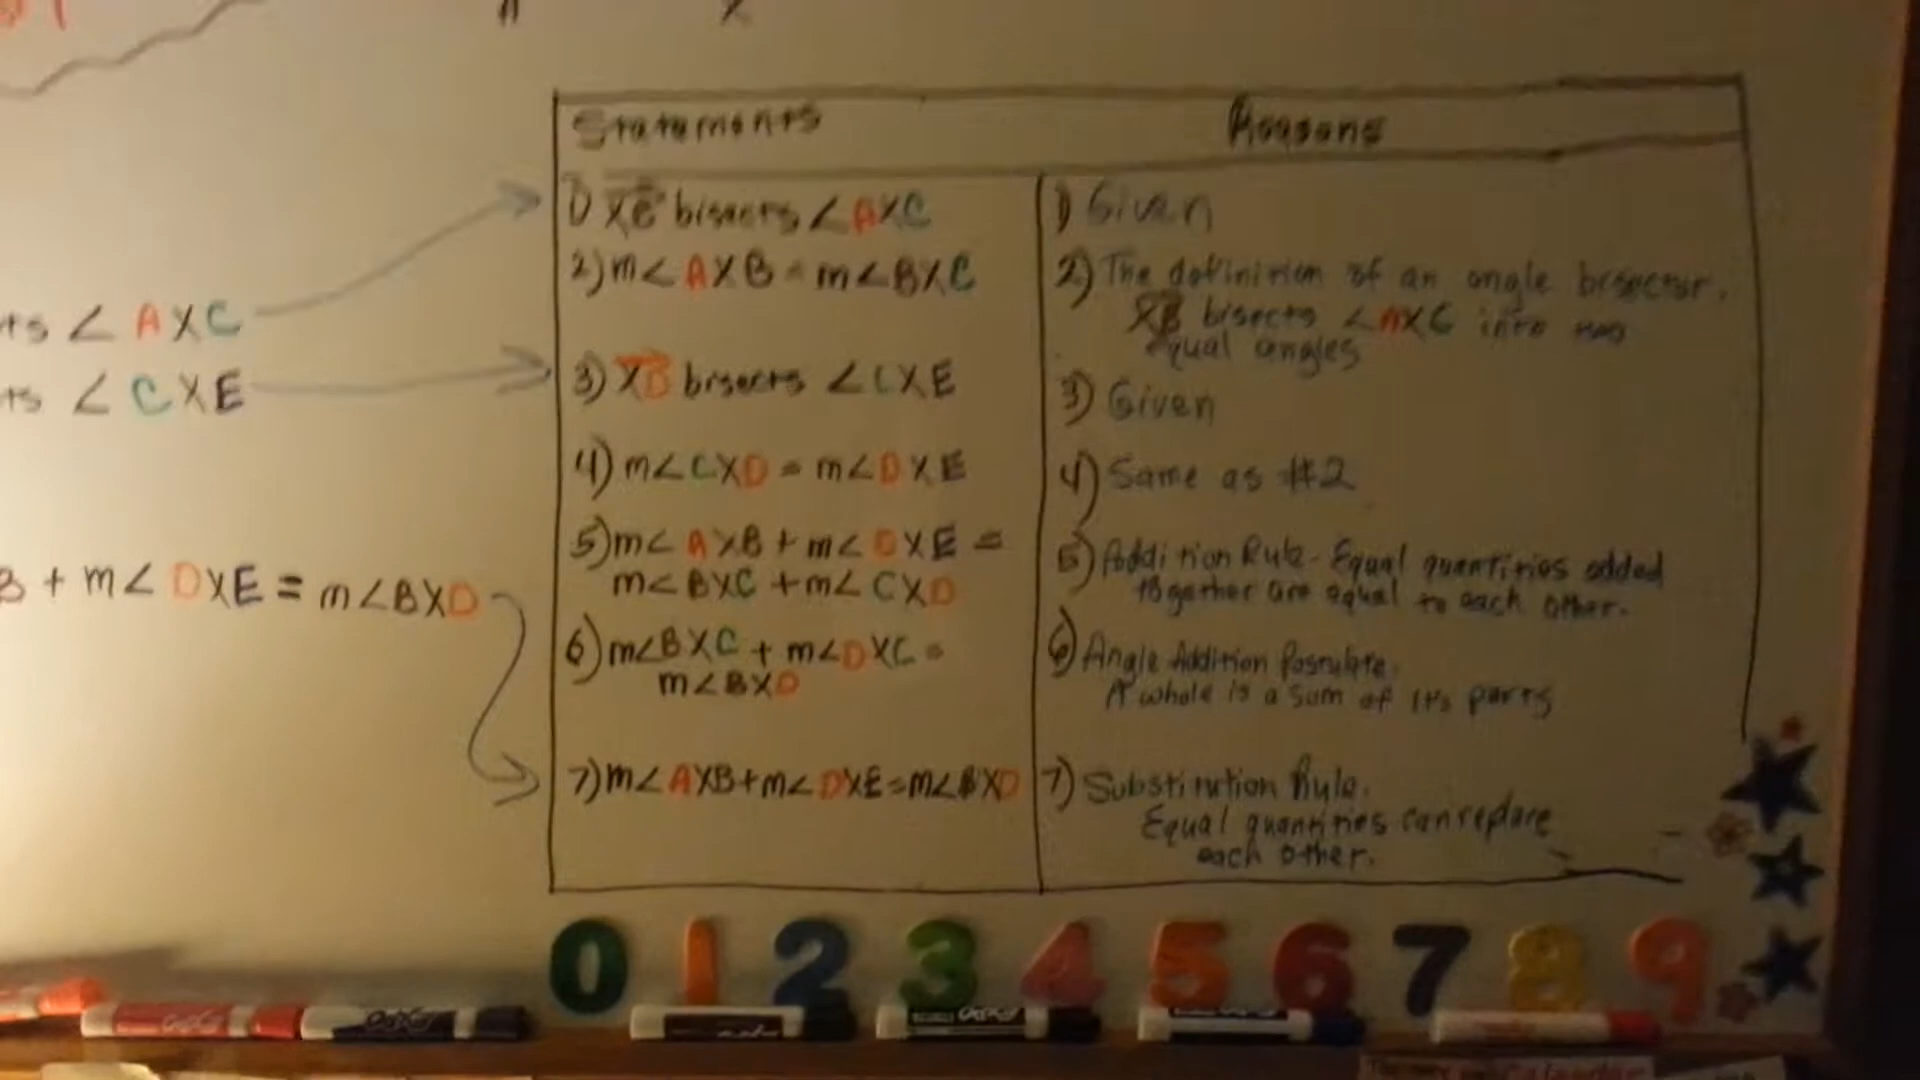 Statements
Reasons
1) XB bisects ∠AXC
1) Given
2) m∠AXB = m∠BXC
2) The definition of an angle bisector.
XB bisects ∠AXC into two
equal angles
3) XD bisects ∠CXE
3) Given
4) m∠CXD = m∠DXE
4) Same as #2
5) m∠AXB + m∠DXE =
m∠BXC + m∠CXD
5) Addition Rule - Equal quantities added
together are equal to each other.
6) m∠BXC + m∠DXC =
m∠BXD
6) Angle Addition Postulate.
A whole is a sum of its parts
7) m∠AXB + m∠DXE = m∠BXD
7) Substitution Rule.
Equal quantities can replace
each other.
∠AXC
∠CXE
B + m∠DXE = m∠BXD
0 1 2 3 4 5 6 7 8 9
EXPO
EXPO